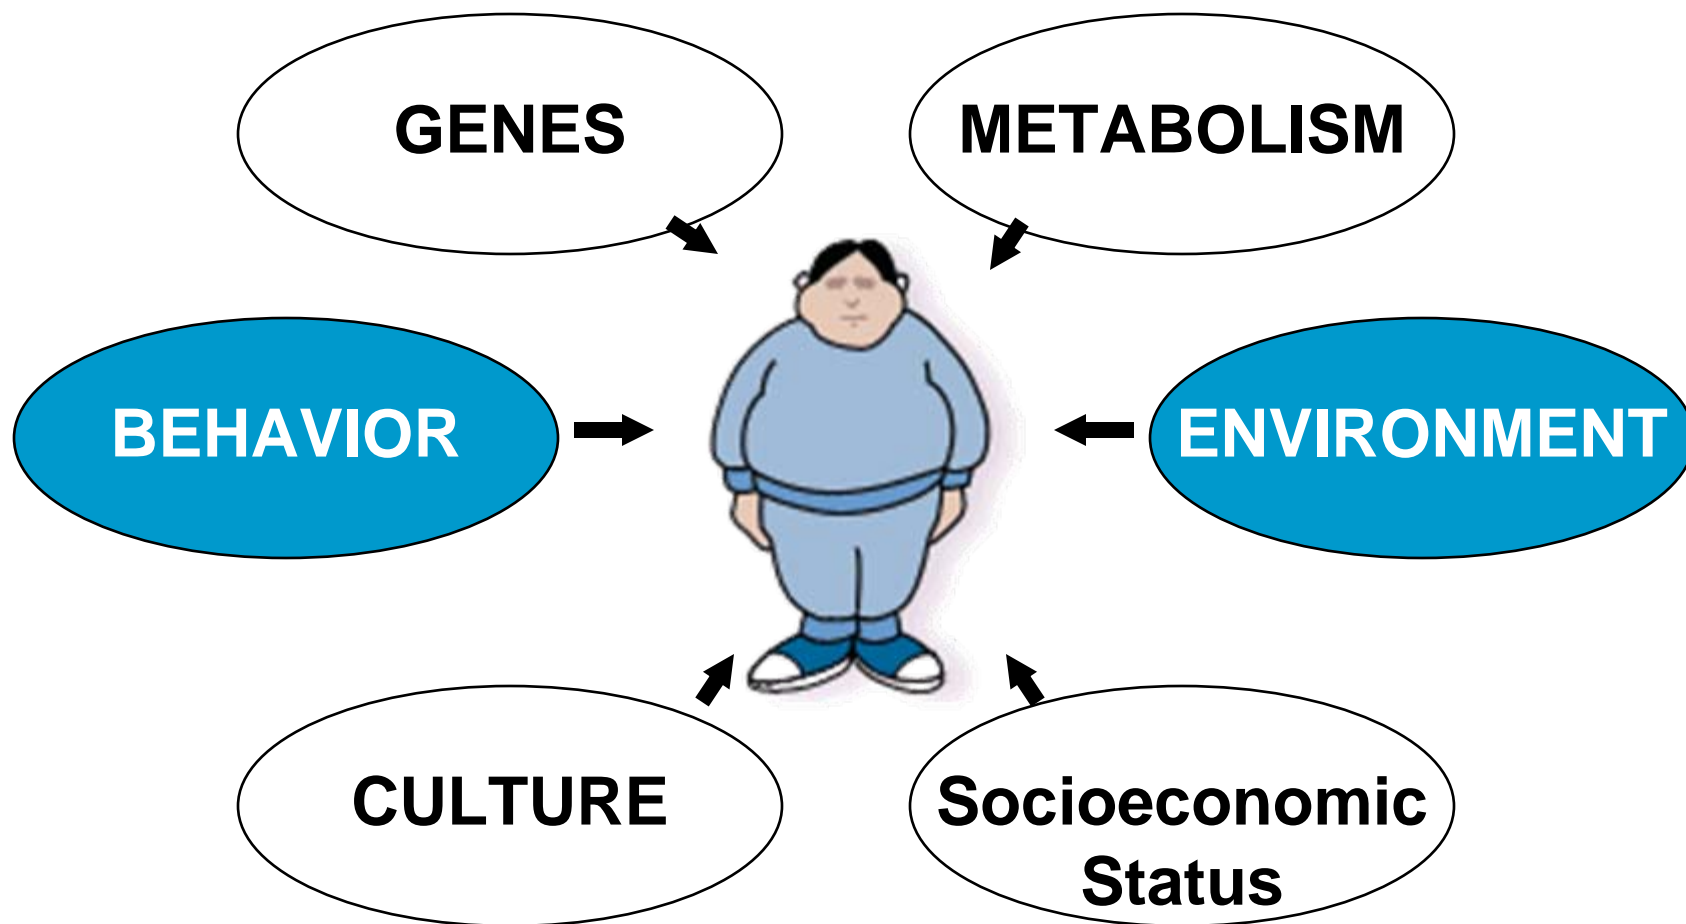 GENES
METABOLISM
BEHAVIOR
ENVIRONMENT
CULTURE
Socioeconomic
Status